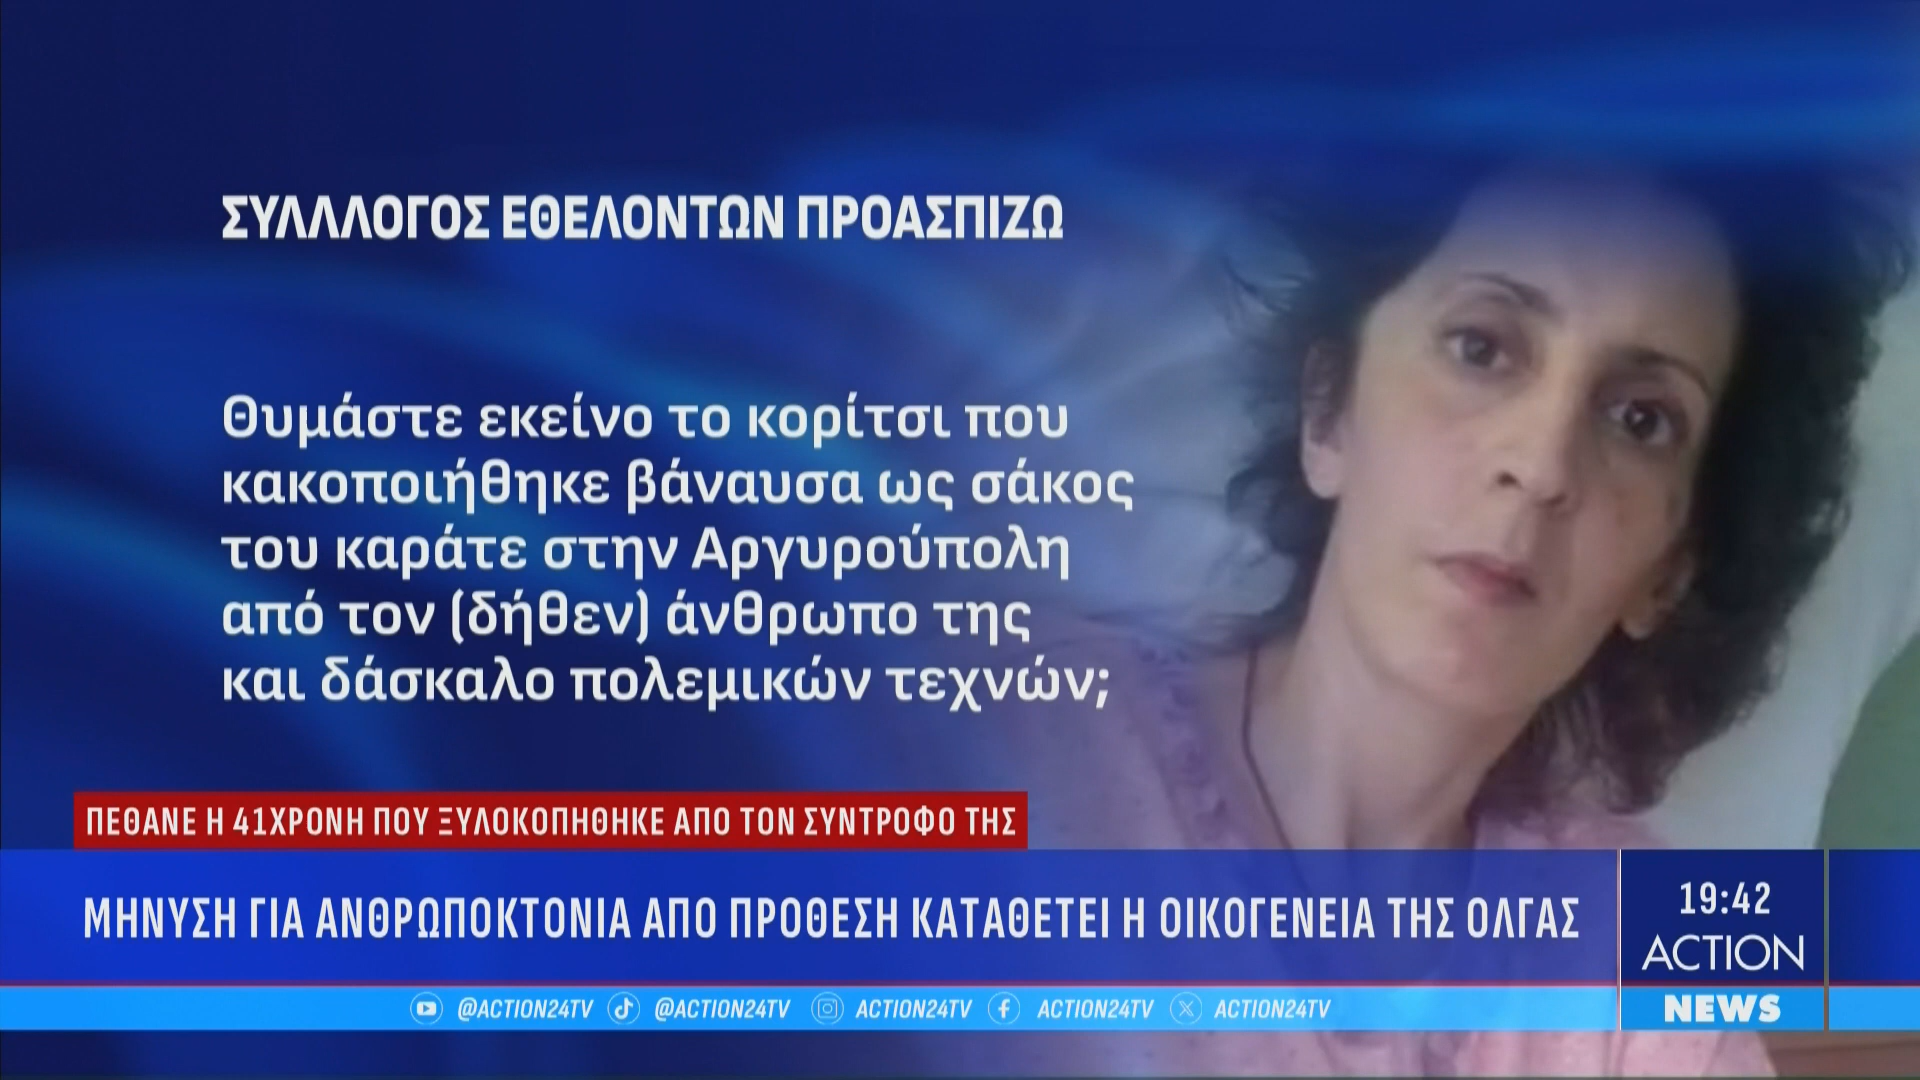 ΣΥΛΛΛΟΓΟΣ ΕΘΕΛΟΝΤΩΝ ΠΡΟΑΣΠΙΖΩ
Θυμάστε εκείνο το κορίτσι που
κακοποιήθηκε βάναυσα ως σάκος
του καράτε στην Αργυρούπολη
από τον (δήθεν) άνθρωπο της
και δάσκαλο πολεμικών τεχνών;
ΠΕΘΑΝΕ Η 41ΧΡΟΝΗ ΠΟΥ ΞΥΛΟΚΟΠΗΘΗΚΕ ΑΠΟ ΤΟΝ ΣΥΝΤΡΟΦΟ ΤΗΣ
ΜΗΝΥΣΗ ΓΙΑ ΑΝΘΡΩΠΟΚΤΟΝΙΑ ΑΠΟ ΠΡΟΘΕΣΗ ΚΑΤΑΘΕΤΕΙ Η ΟΙΚΟΓΕΝΕΙΑ ΤΗΣ ΟΛΓΑΣ
19:42
ACTION
NEWS
@ACTION24TV @ACTION24TV ACTION24TV ACTION24TV ACTION24TV